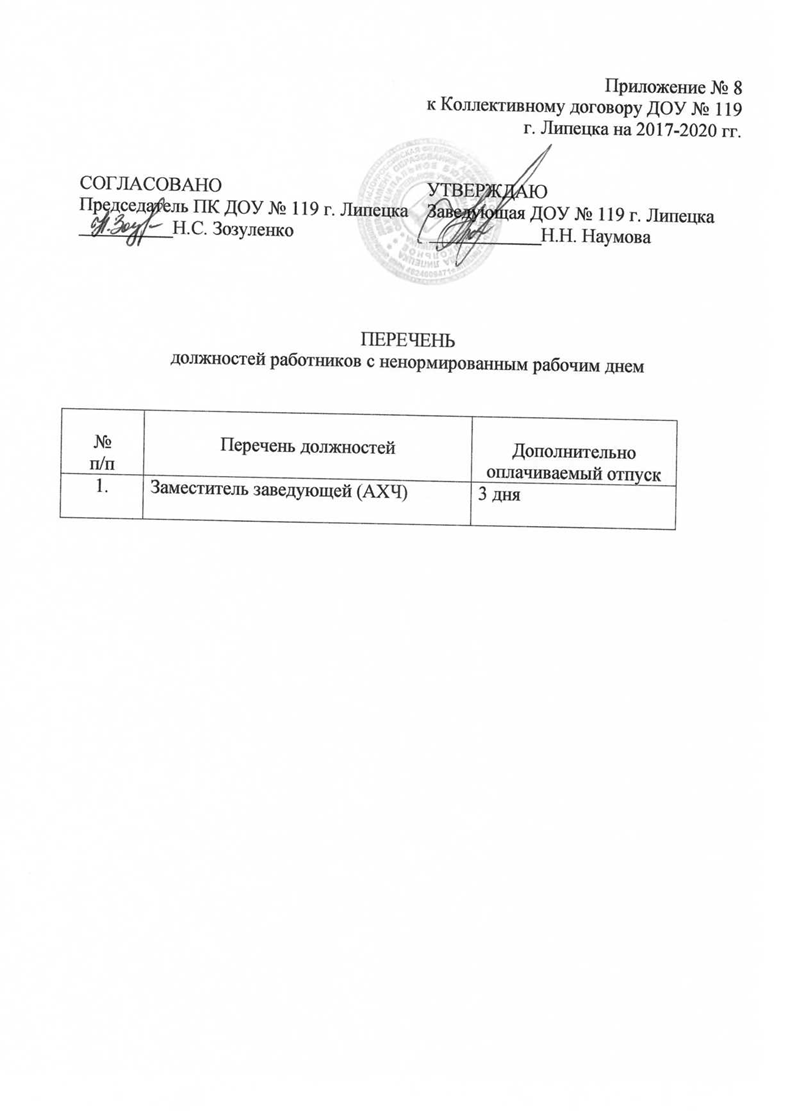 Приложение № 8
к Коллективному договору ДОУ № 119
г. Липецка на 2017-2020 гг.
СОГЛАСОВАНО
Председатель ПК ДОУ № 119 г. Липецка
Н.С. Зозуленко
УТВЕРЖДАЮ
Заведующая ДОУ № 119 г. Липецка
Н.Н. Наумова
ПЕРЕЧЕНЬ
должностей работников с ненормированным рабочим днем
№
п/п
Перечень должностей
Дополнительно
оплачиваемый отпуск
1.
Заместитель заведующей (АХЧ)
3 дня